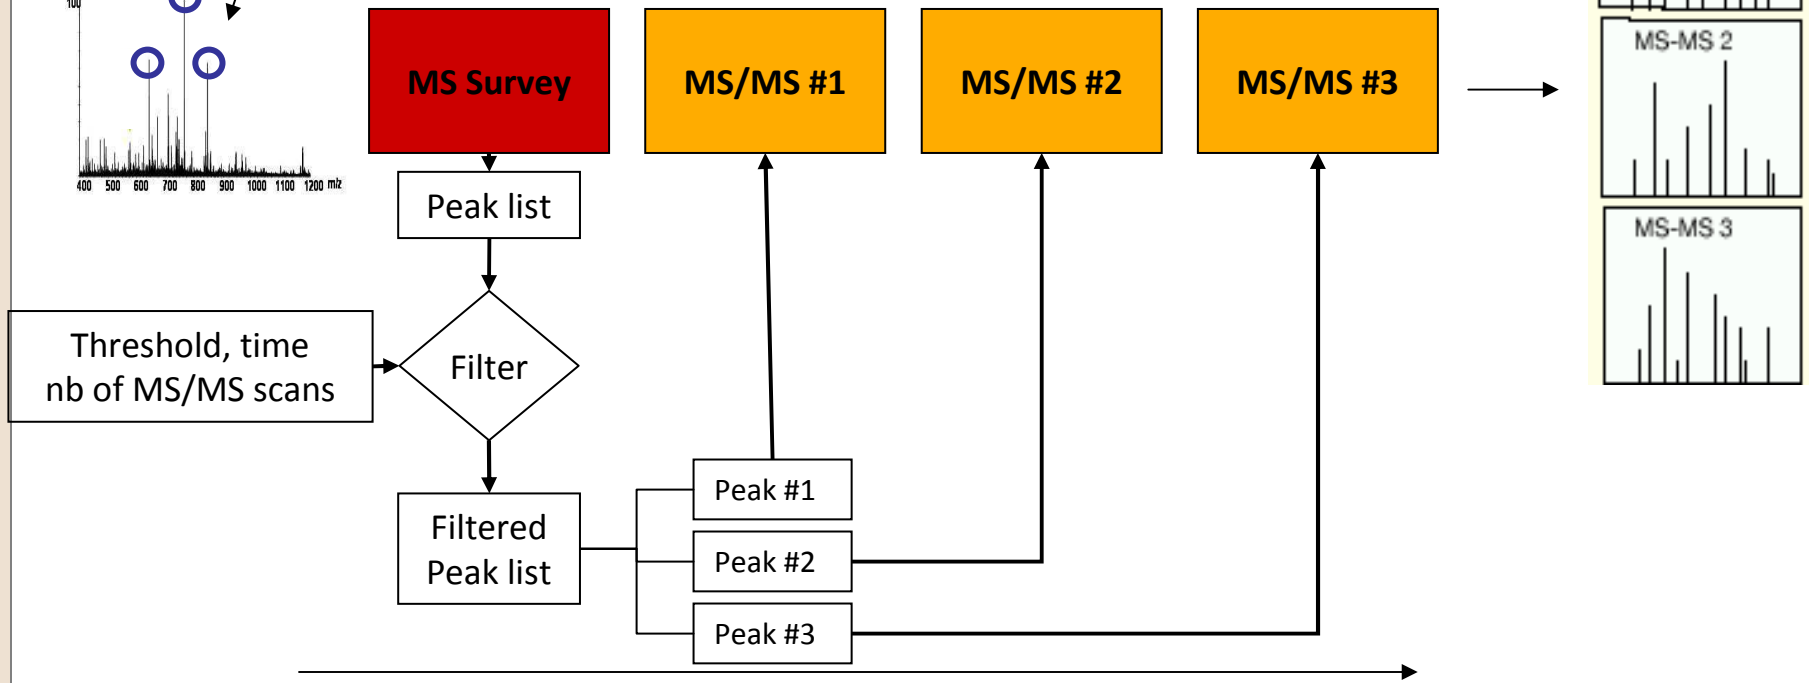 100
400 500 600 700 800 900 1000 1100 1200 m/z
MS Survey
MS/MS #1
MS/MS #2
MS/MS #3
MS-MS 2
MS-MS 3
Peak list
Threshold, time
nb of MS/MS scans
Filter
Filtered
Peak list
Peak #1
Peak #2
Peak #3